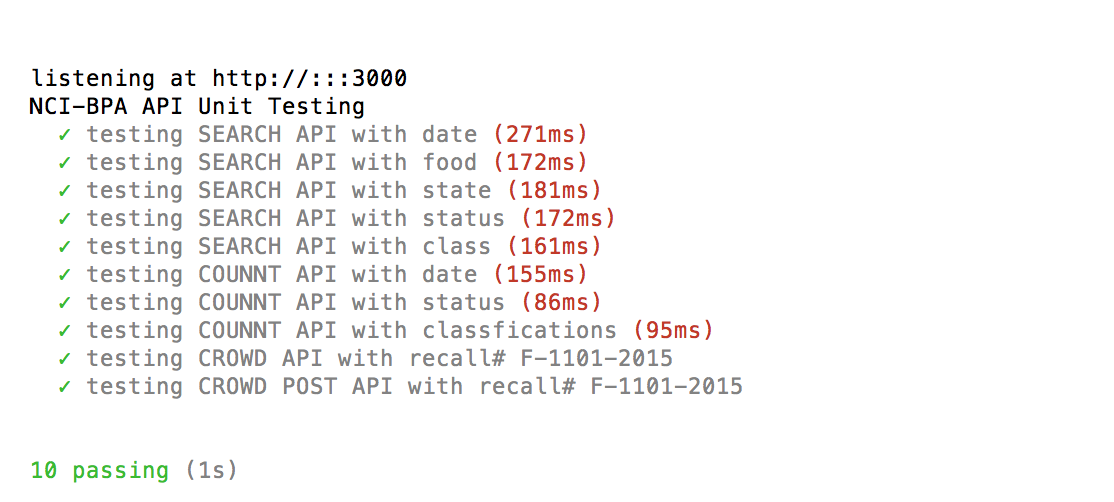 listening at http://:::3000
NCI-BPA API Unit Testing
✓ testing SEARCH API with date (271ms)
✓ testing SEARCH API with food (172ms)
✓ testing SEARCH API with state (181ms)
✓ testing SEARCH API with status (172ms)
✓ testing SEARCH API with class (161ms)
✓ testing COUNNT API with date (155ms)
✓ testing COUNNT API with status (86ms)
✓ testing COUNNT API with classfications (95ms)
✓ testing CROWD API with recall# F-1101-2015
✓ testing CROWD POST API with recall# F-1101-2015
10 passing (1s)